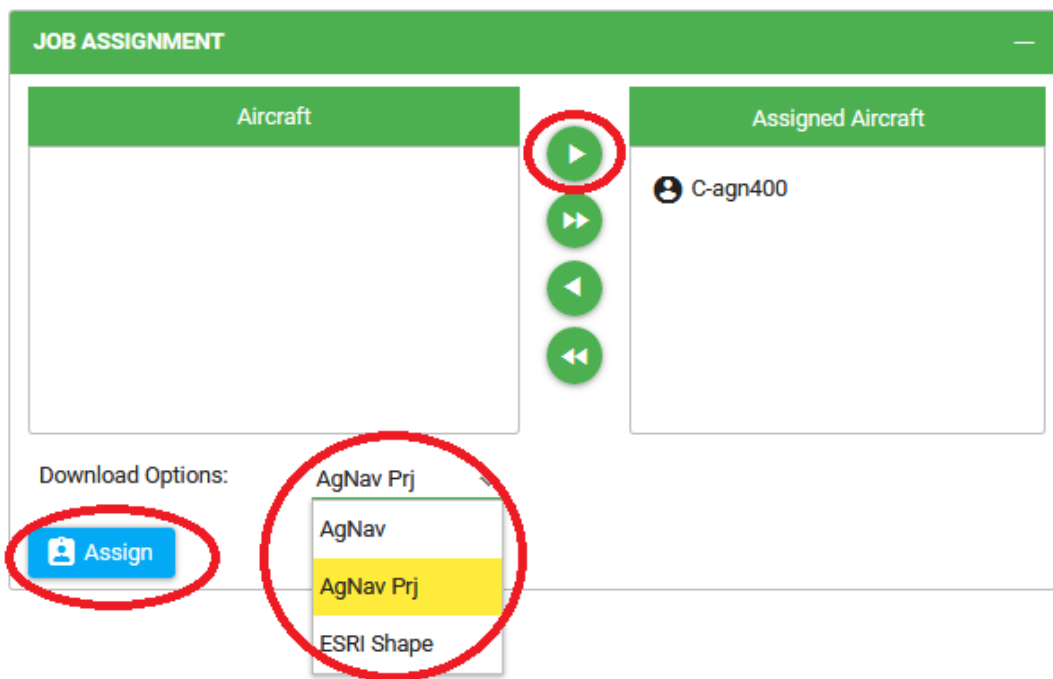 JOB ASSIGNMENT
Aircraft
Assigned Aircraft
C-agn400
Download Options:
AgNav Prj
AgNav
AgNav Prj
ESRI Shape
Assign